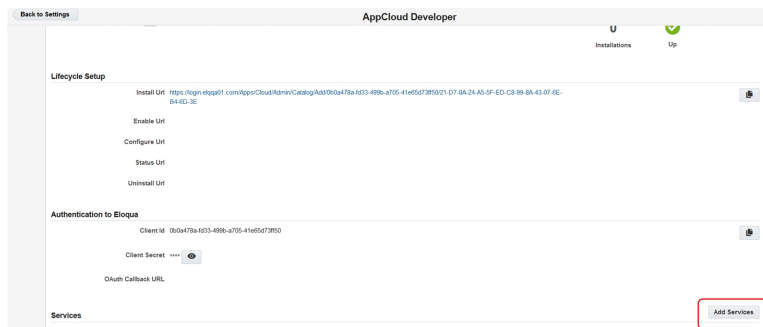 Back to Settings
AppCloud Developer
0
Installations
Up
Lifecycle Setup
Install Url https://login.elqqa01.com/Apps/Cloud/Admin/Catalog/Add/0b0a478a-fd33-499b-a705-41e65d73ff50/21-D7-8A-24-A5-5F-ED-C8-99-8A-43-07-6E-
B4-6D-3E
Enable Url
Configure Url
Status Url
Uninstall Url
Authentication to Eloqua
Client Id 0b0a478a-fd33-499b-a705-41e65d73ff50
Client Secret ****
OAuth Callback URL
Services
Add Services